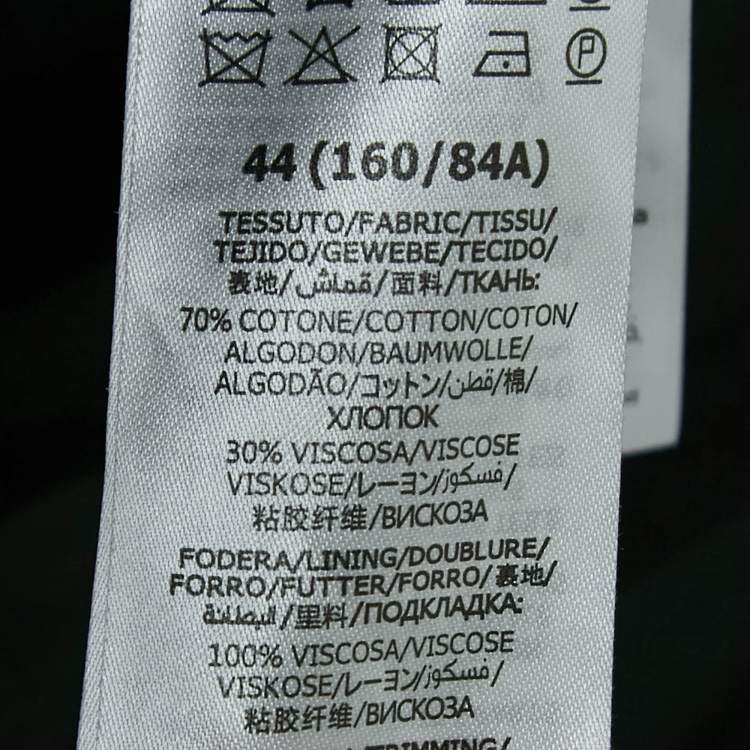 P
44 (160/84A)
TESSUTO/FABRIC/TISSU/
TEJIDO/GEWEBE/TECIDO/
表地/قماش/面料/ТКАНЬ:
70% COTONE/COTTON/COTON/
ALGODON/BAUMWOLLE/
ALGODÃO/コットン/قطن/棉/
ХЛОПОК
30% VISCOSA/VISCOSE
VISKOSE/レーヨン/فسكوز/
粘胶纤维/ВИСКОЗА
FODERA/LINING/DOUBLURE/
FORRO/FUTTER/FORRO/裏地/
البطانة/里料/ПОДКЛАДКА:
100% VISCOSA/VISCOSE
VISKOSE/レーヨン/فسكوز/
粘胶纤维/ВИСКОЗА
/TRIMMING/